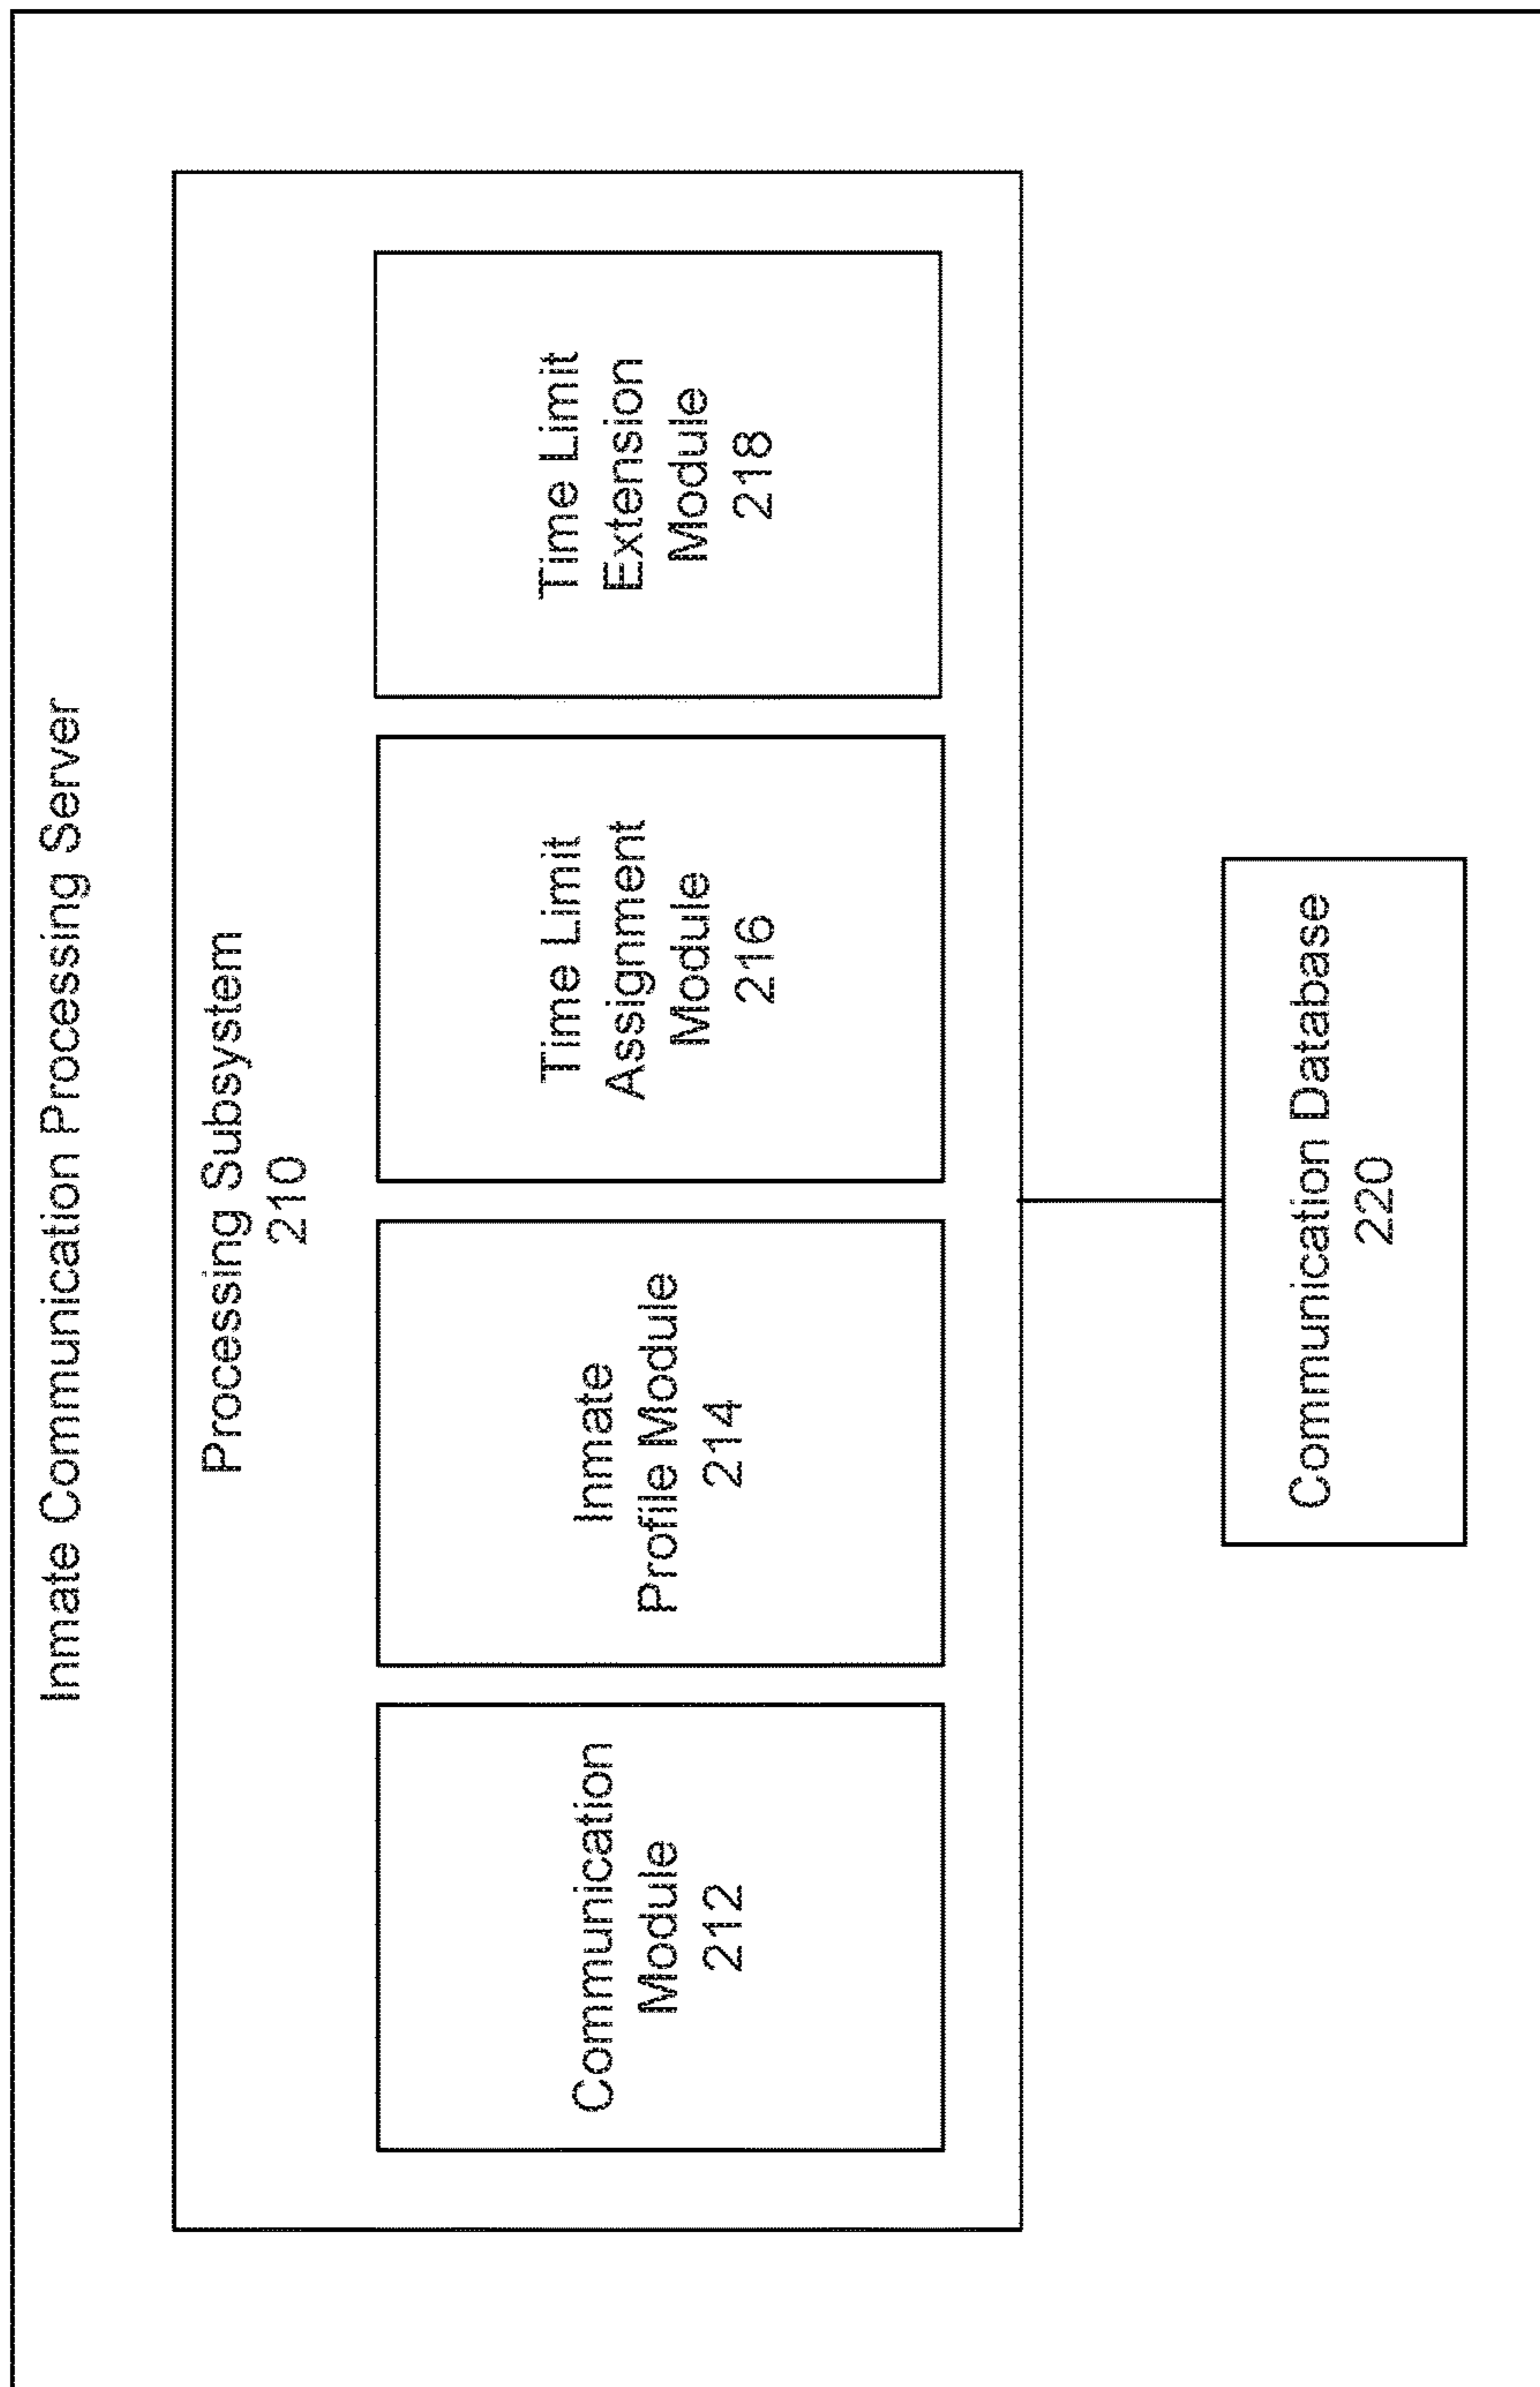 Inmate Communication Processing Server
Processing Subsystem
210
Communication
Module
212
Inmate
Profile Module
214
Time Limit
Assignment
Module
216
Time Limit
Extension
Module
218
Communication Database
220